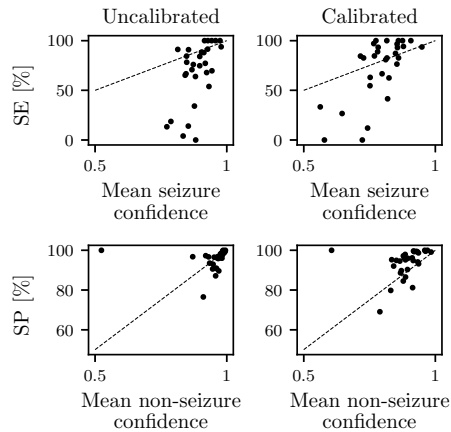 Uncalibrated Calibrated
SE [%]
100
50
0
0.5 1
Mean seizure
confidence
100
50
0
0.5 1
Mean seizure
confidence
SP [%]
100
80
60
0.5 1
Mean non-seizure
confidence
100
80
60
0.5 1
Mean non-seizure
confidence